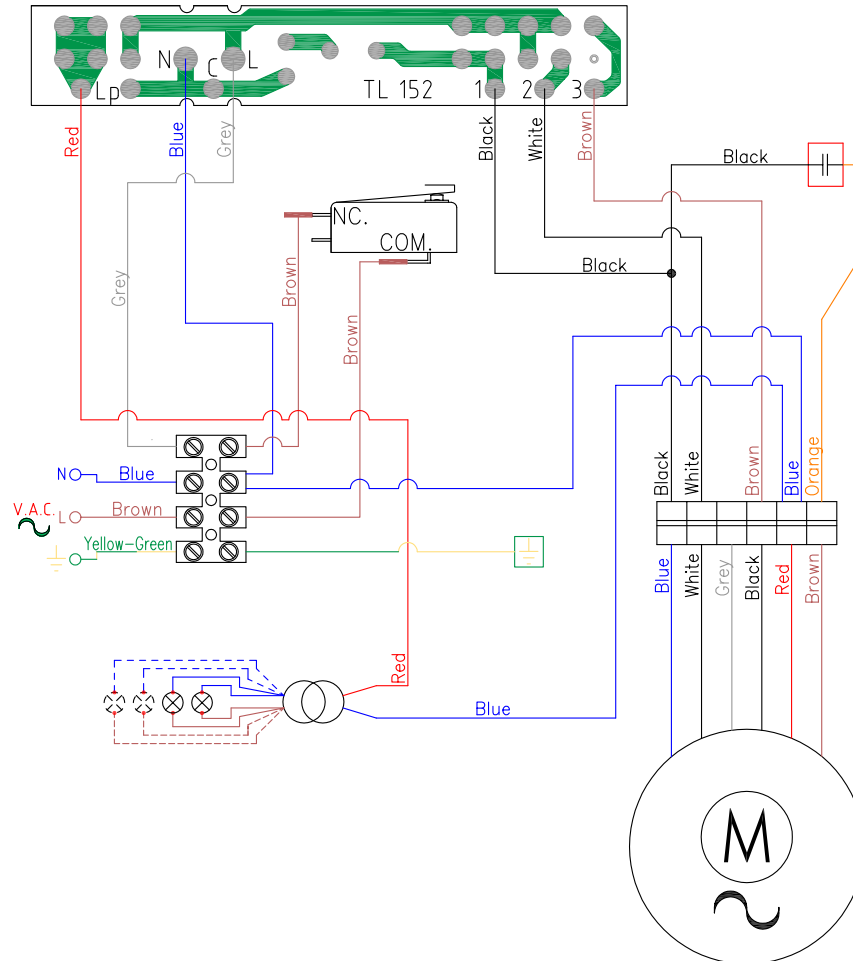 N C L
Lp TL 152 1 2 3
Red Blue Grey Black White Brown
Black
NC.
COM.
Black
Grey Brown
Brown
N Blue
V.A.C. L Brown
Yellow-Green
Black White Brown Blue Orange
Blue White Grey Black Red Brown
Red
Blue
M